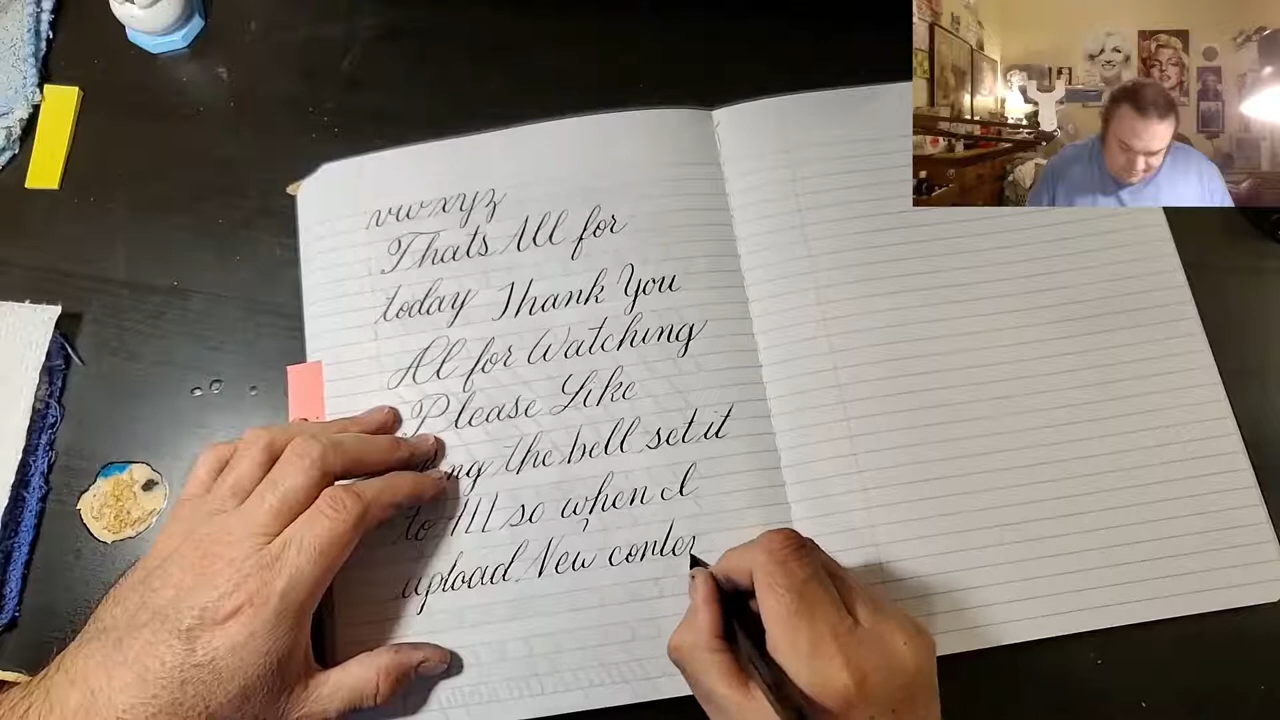 vwxyz
Thats All for
today Thank You
All for Watching
Please Like
the bell set it
to All so when I
upload New conten